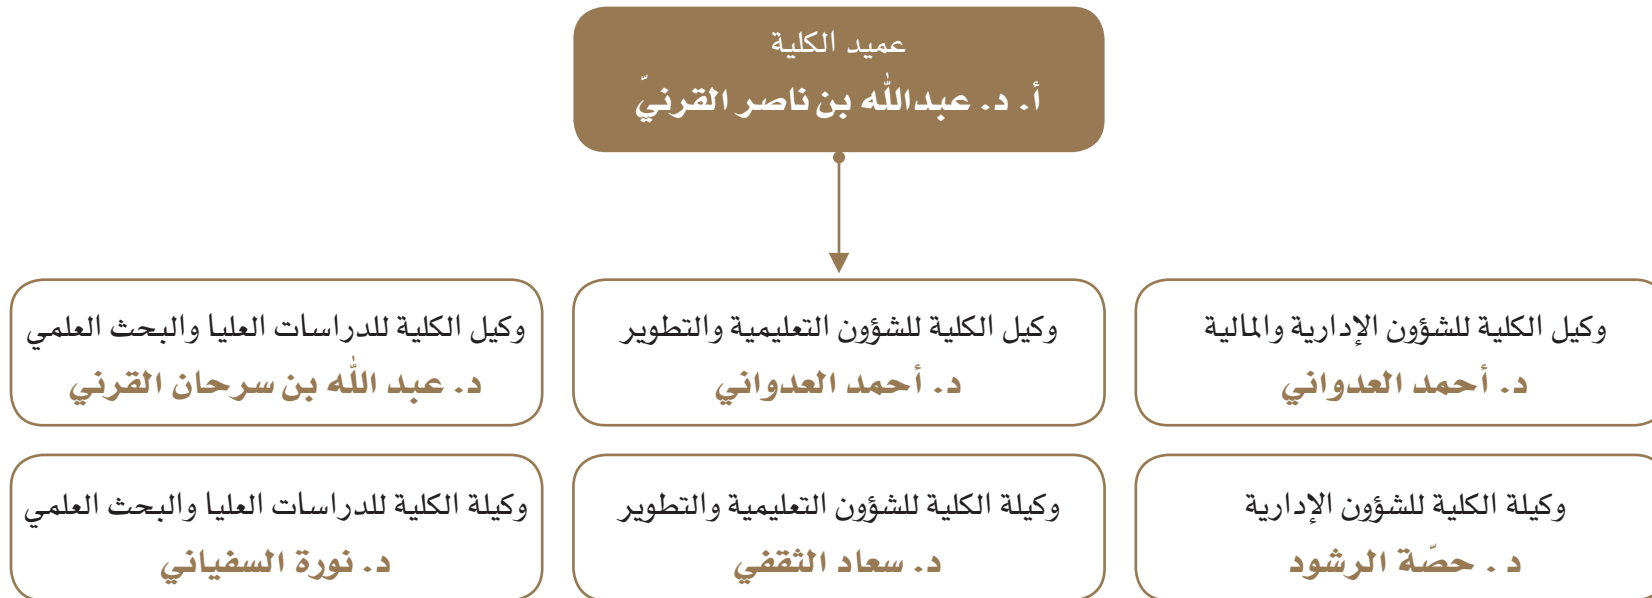 عميد الكلية
أ. د. عبدالله بن ناصر القرنيّ
وكيل الكلية للشؤون الإدارية والمالية
د. أحمد العدواني
وكيل الكلية للشؤون التعليمية والتطوير
د. أحمد العدواني
وكيل الكلية للدراسات العليا والبحث العلمي
د. عبد الله بن سرحان القرني
وكيلة الكلية للشؤون الإدارية
د . حصّة الرشود
وكيلة الكلية للشؤون التعليمية والتطوير
د. سعاد الثقفي
وكيلة الكلية للدراسات العليا والبحث العلمي
د. نورة السفياني